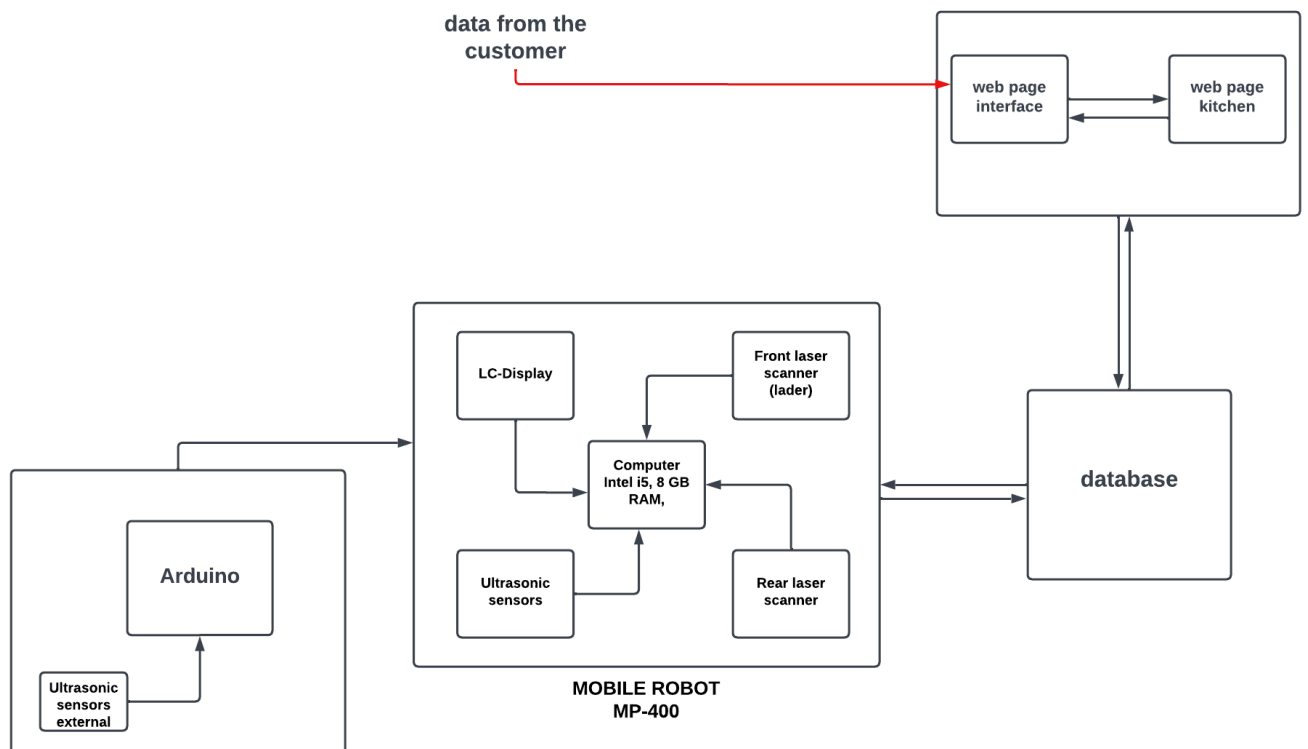 data from the
customer
web page
interface
web page
kitchen
LC-Display
Front laser
scanner
(lader)
Computer
Intel i5, 8 GB
RAM,
database
Ultrasonic
sensors
Rear laser
scanner
Arduino
Ultrasonic
sensors
external
MOBILE ROBOT
MP-400